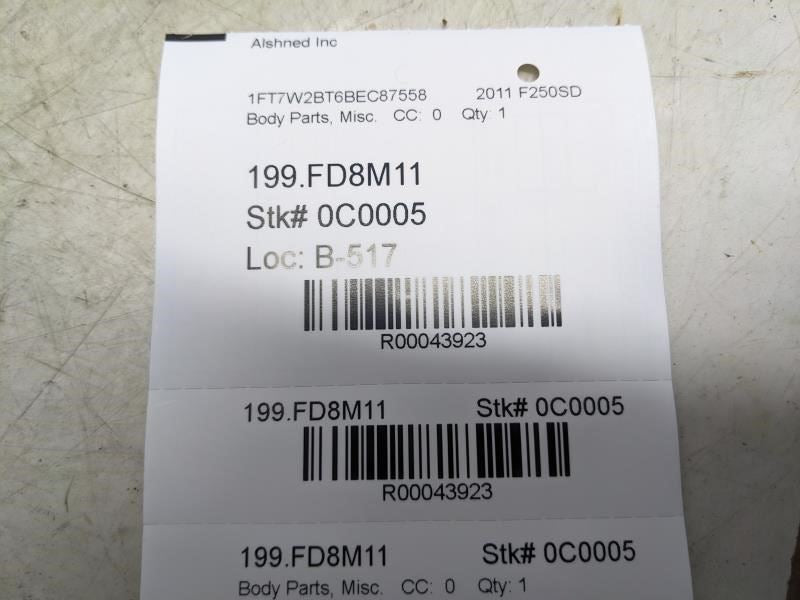 Alshned Inc
1FT7W2BT6BEC87558 2011 F250SD
Body Parts, Misc. CC: 0 Qty: 1
199.FD8M11
Stk# 0C0005
Loc: B-517
R00043923
199.FD8M11 Stk# 0C0005
R00043923
199.FD8M11 Stk# 0C0005
Body Parts, Misc. CC: 0 Qty: 1